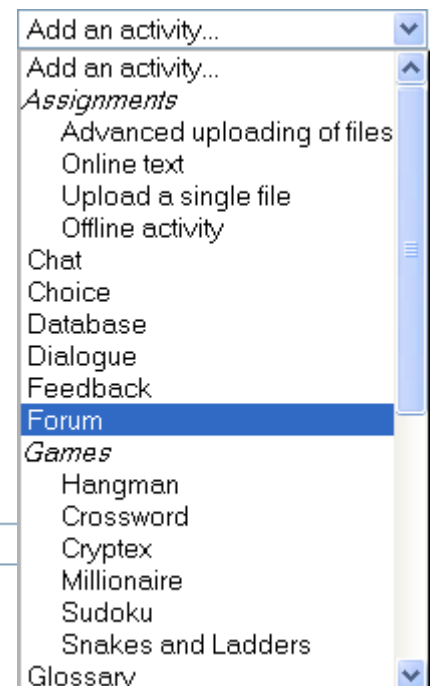 Add an activity...
Add an activity...
Assignments
Advanced uploading of files
Online text
Upload a single file
Offline activity
Chat
Choice
Database
Dialogue
Feedback
Forum
Games
Hangman
Crossword
Cryptex
Millionaire
Sudoku
Snakes and Ladders
Glossary